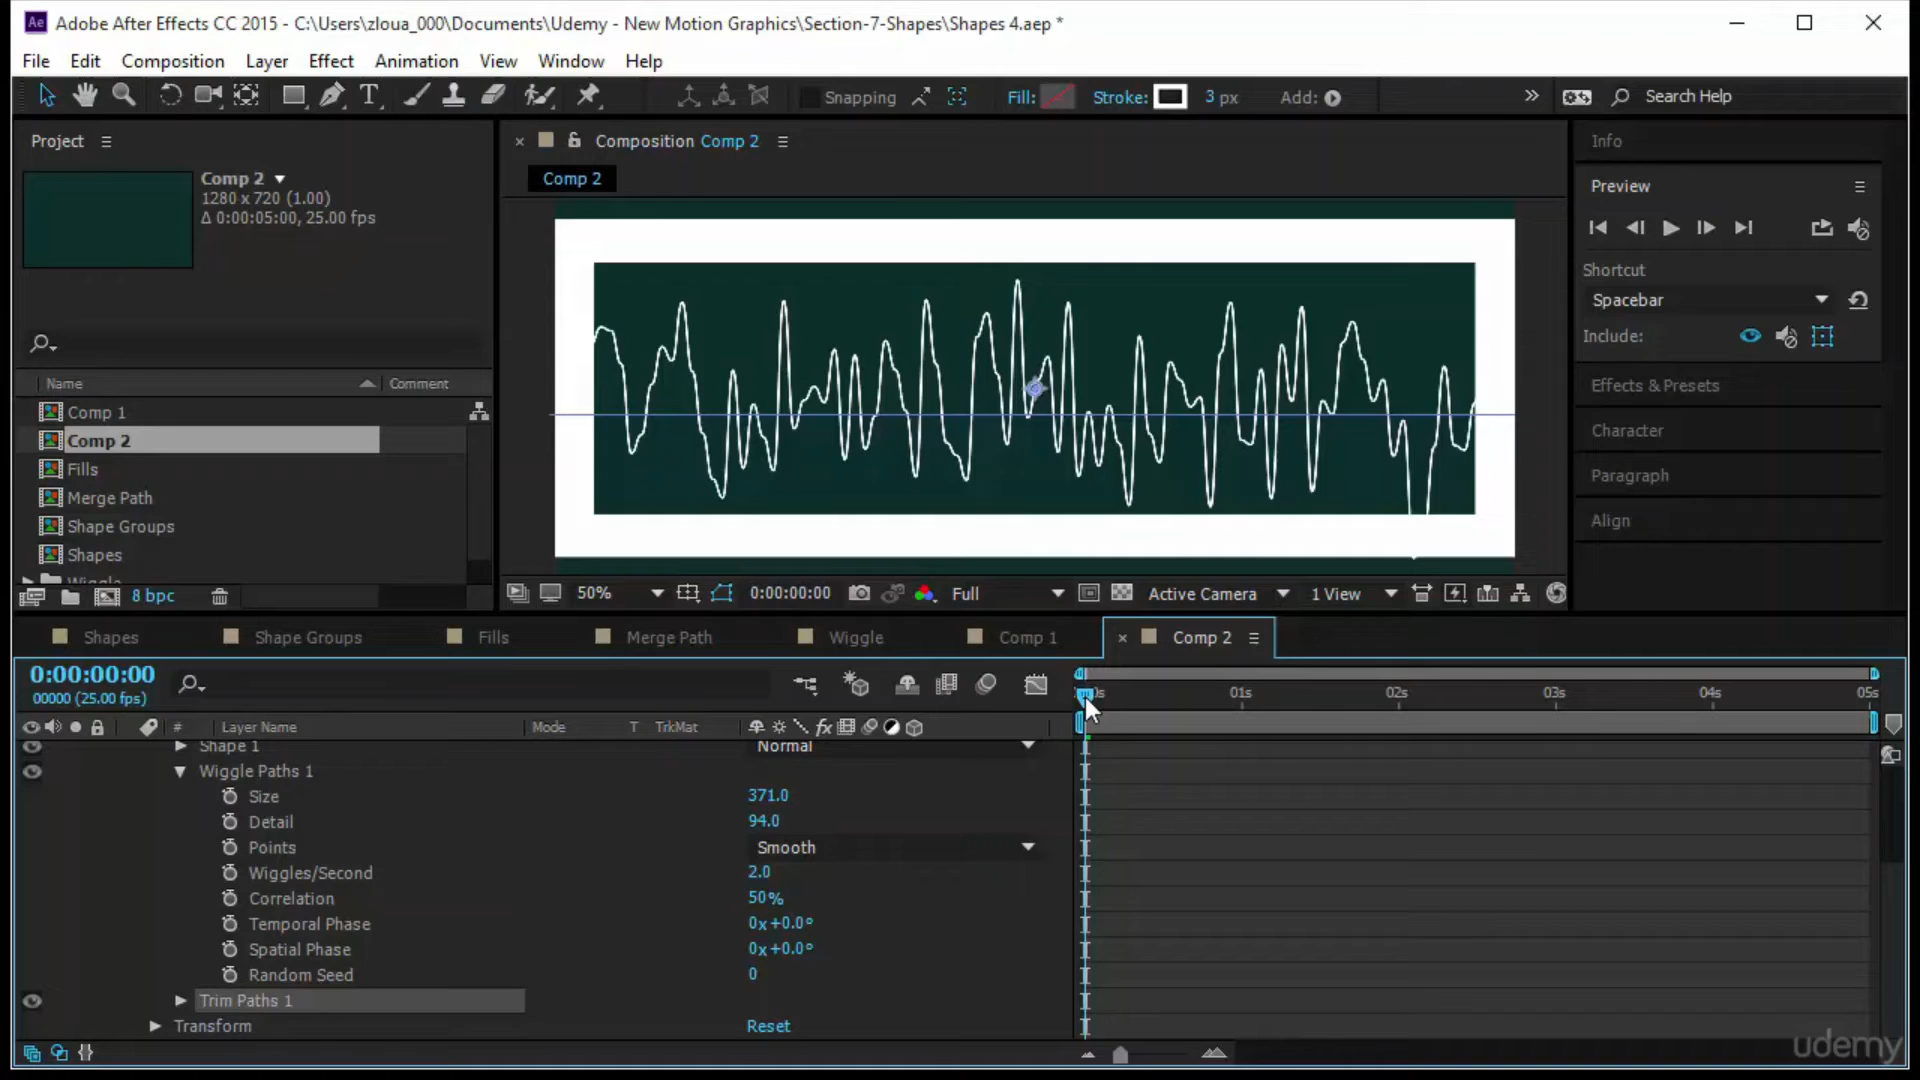 Ae Adobe After Effects CC 2015 - C:\Users\zloua_000\Documents\Udemy - New Motion Graphics\Section-7-Shapes\Shapes 4.aep *
File Edit Composition Layer Effect Animation View Window Help
Snapping Fill: Stroke: 3 px Add: Search Help
Project
Comp 2
1280 x 720 (1.00)
Δ 0:00:05:00, 25.00 fps
Name Comment
Comp 1
Comp 2
Fills
Merge Path
Shape Groups
Shapes
Wiggle
8 bpc
Composition Comp 2
Comp 2
50% 0:00:00:00 Full Active Camera 1 View
Info
Preview
Shortcut
Spacebar
Include:
Effects & Presets
Character
Paragraph
Align
Shapes Shape Groups Fills Merge Path Wiggle Comp 1 Comp 2
0:00:00:00
00000 (25.00 fps)
01s 02s 03s 04s 05s
# Layer Name Mode T TrkMat
Shape 1 Normal
Wiggle Paths 1
Size 371.0
Detail 94.0
Points Smooth
Wiggles/Second 2.0
Correlation 50%
Temporal Phase 0x+0.0°
Spatial Phase 0x+0.0°
Random Seed 0
Trim Paths 1
Transform Reset
udemy